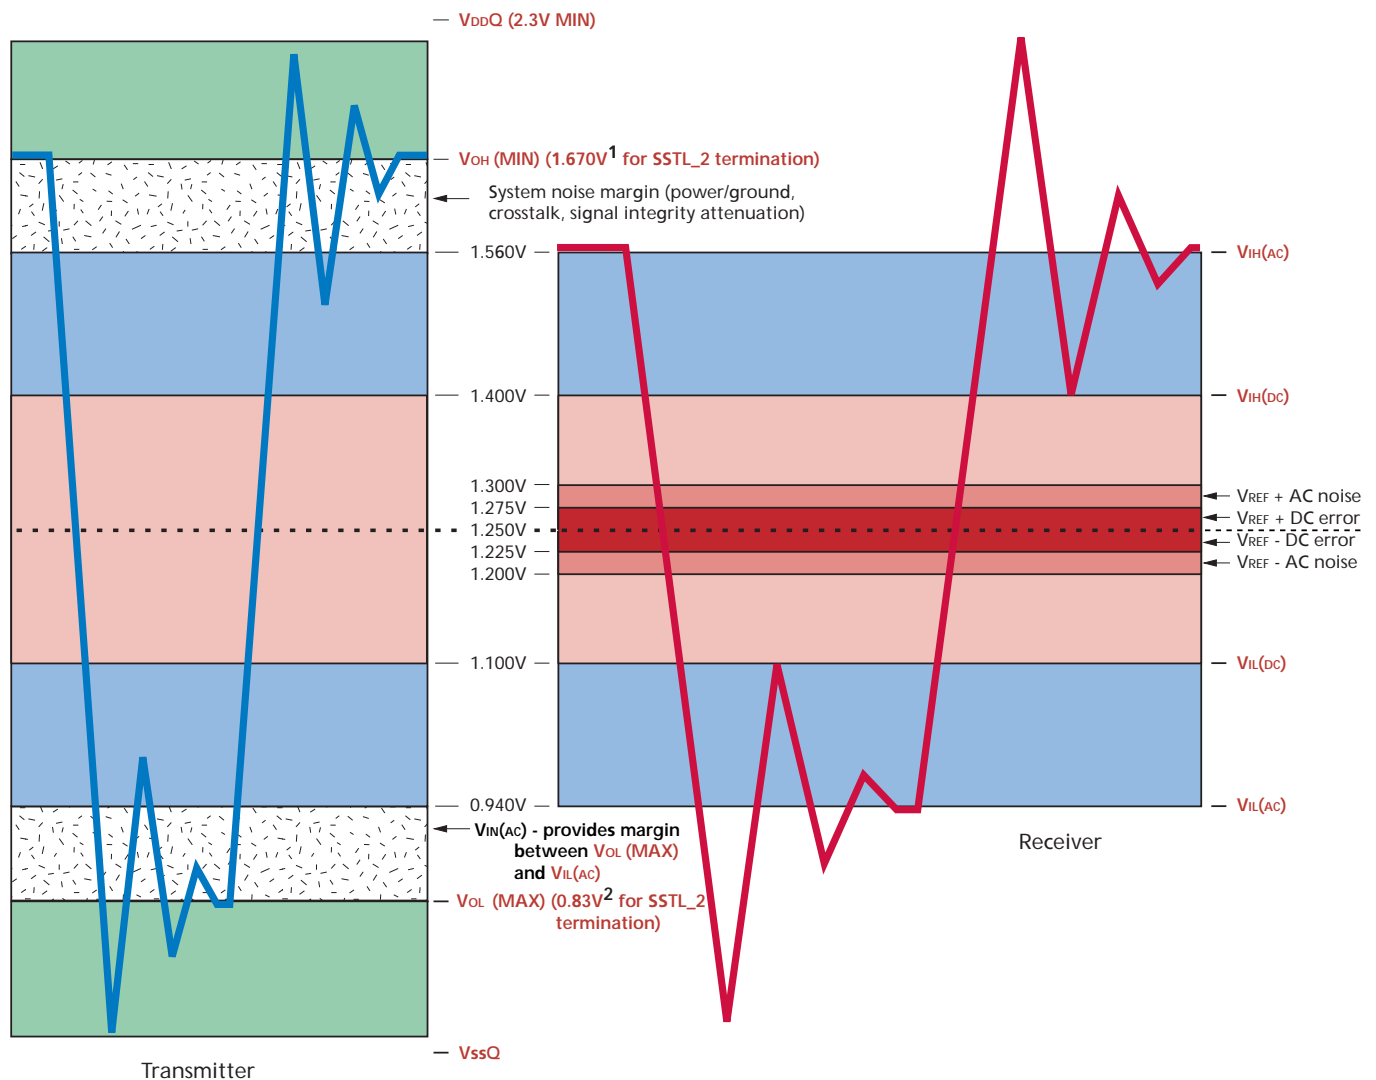 VDDQ (2.3V MIN)
VOH (MIN) (1.670V1 for SSTL_2 termination)
System noise margin (power/ground,
crosstalk, signal integrity attenuation)
1.560V
VIH(AC)
1.400V
VIH(DC)
1.300V
VREF + AC noise
1.275V
VREF + DC error
1.250V
VREF - DC error
1.225V
VREF - AC noise
1.200V
1.100V
VIL(DC)
0.940V
VIL(AC)
VIN(AC) - provides margin
between VOL (MAX)
and VIL(AC)
Receiver
VOL (MAX) (0.83V2 for SSTL_2
termination)
VssQ
Transmitter